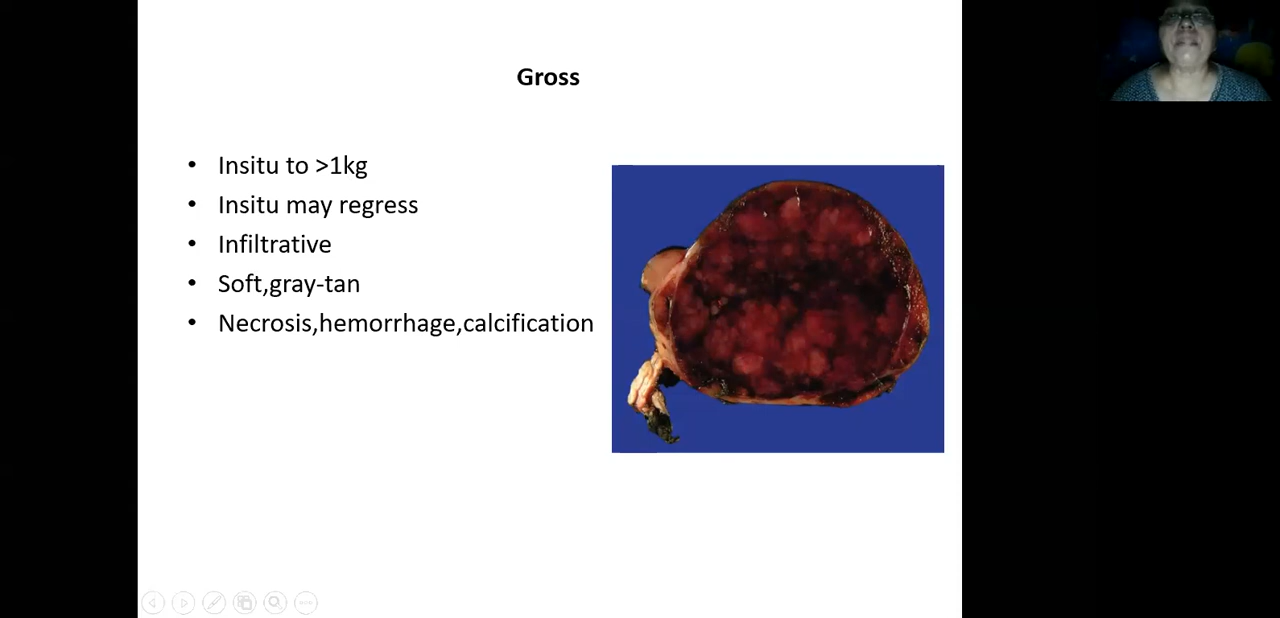 Gross
• Insitu to >1kg
• Insitu may regress
• Infiltrative
• Soft,gray-tan
• Necrosis,hemorrhage,calcification